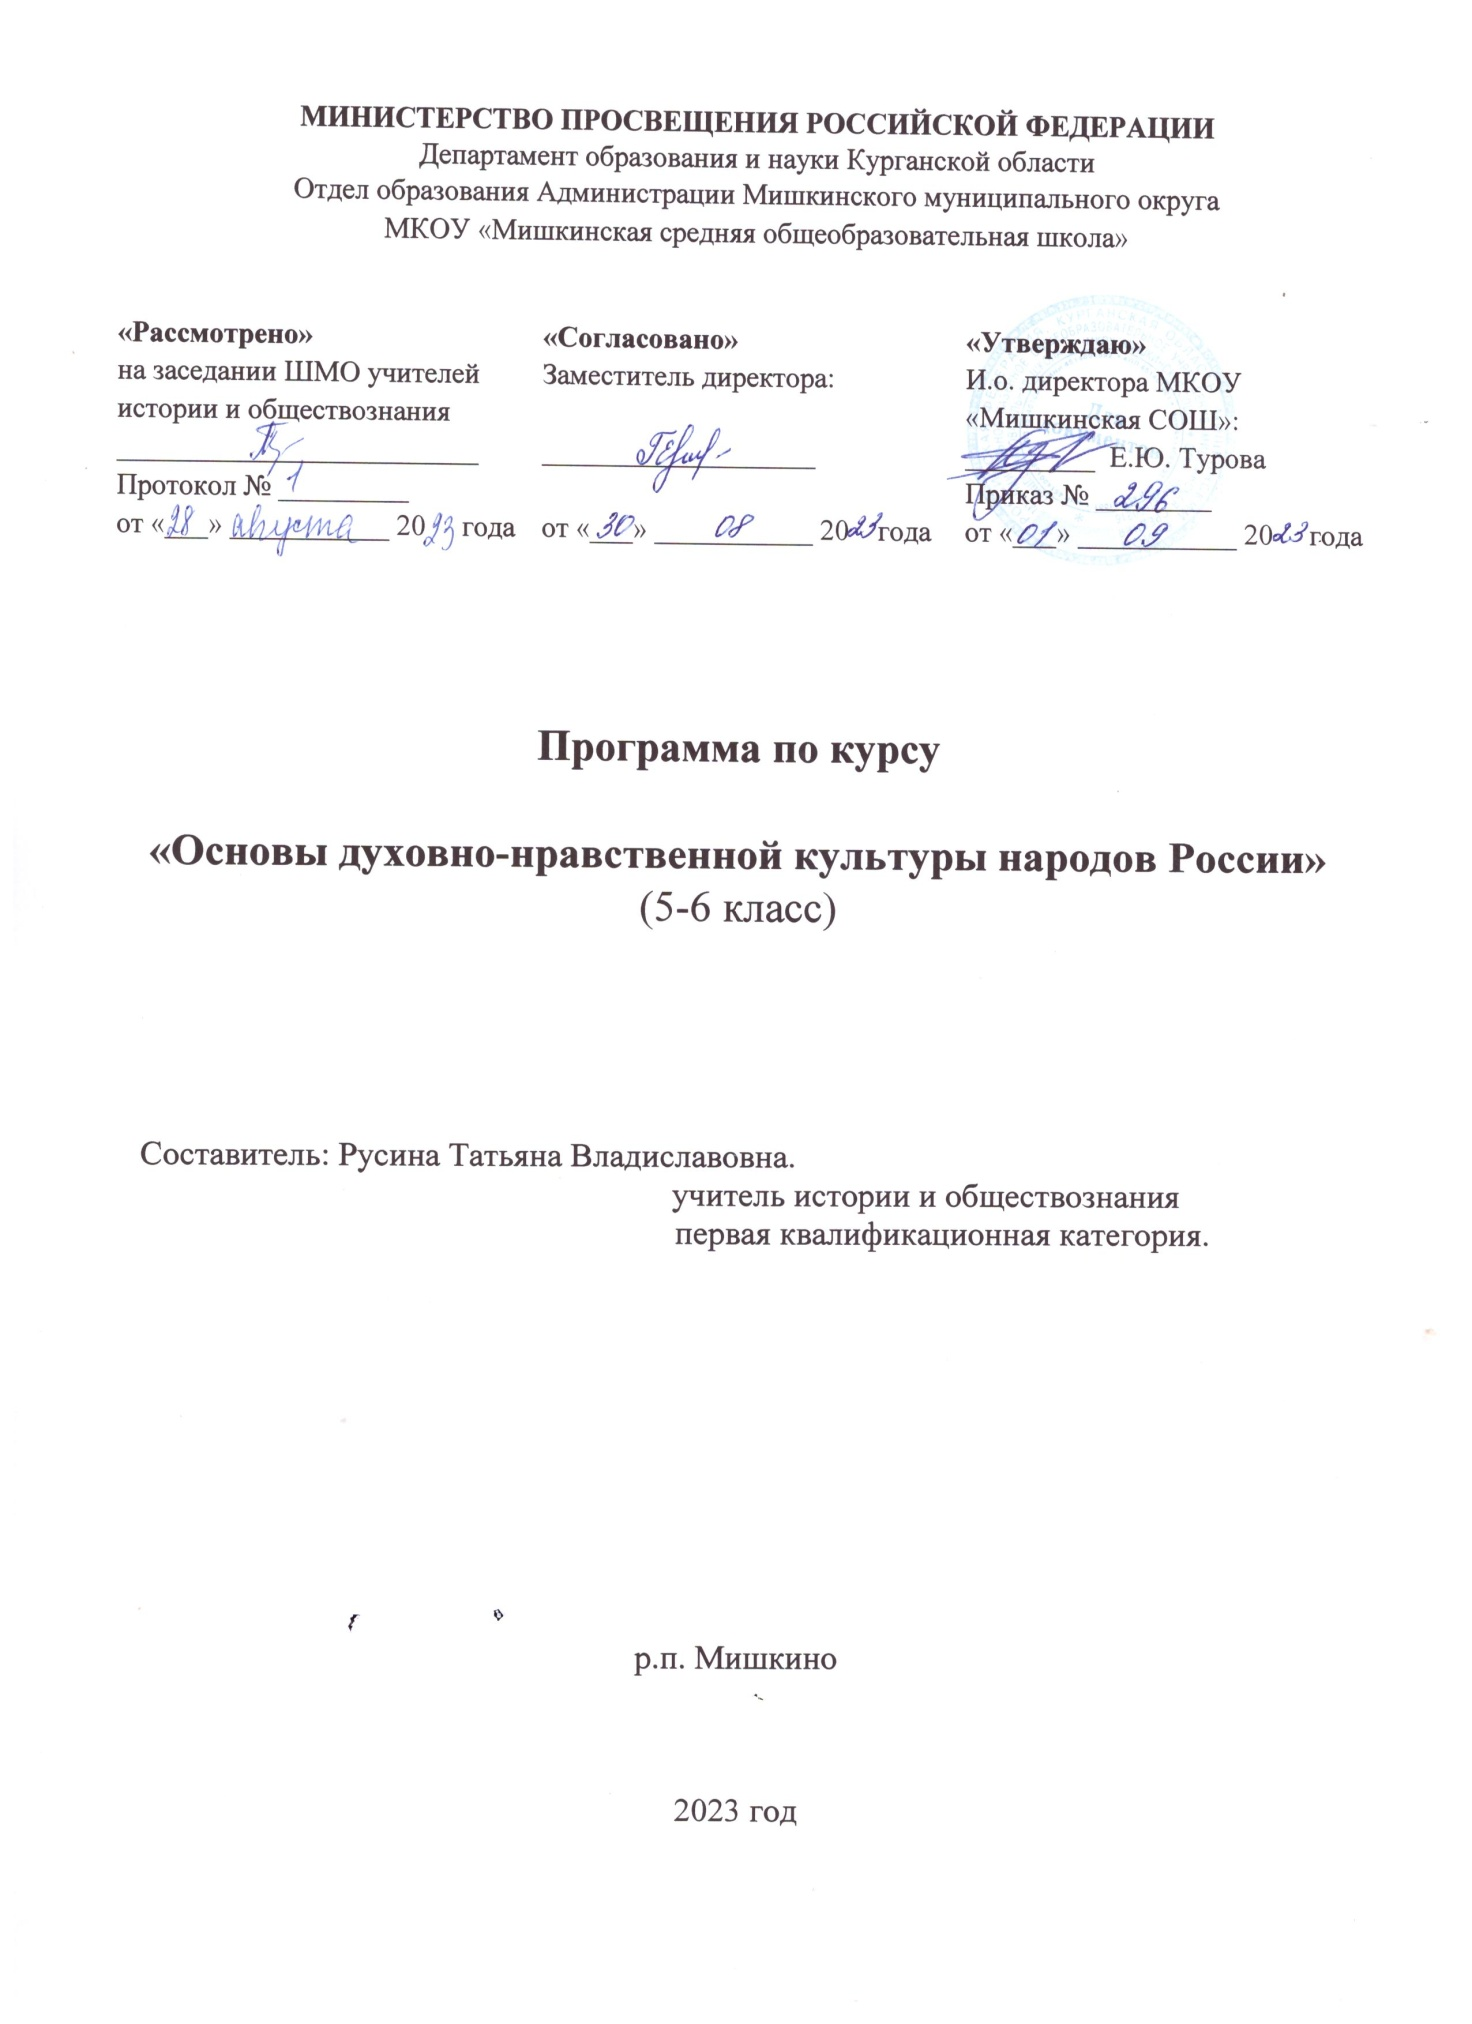 МИНИСТЕРСТВО ПРОСВЕЩЕНИЯ РОССИЙСКОЙ ФЕДЕРАЦИИ
Департамент образования и науки Курганской области
Отдел образования Администрации Мишкинского муниципального округа
МКОУ «Мишкинская средняя общеобразовательная школа»
«Рассмотрено»
на заседании ШМО учителей
истории и обществознания
Протокол № 1
от «28» августа 2023 года
«Согласовано»
Заместитель директора:
от «30» 08 2023 года
«Утверждаю»
И.о. директора МКОУ
«Мишкинская СОШ»:
Е.Ю. Турова
Приказ № 296
от «01» 09 2023 года
Программа по курсу
«Основы духовно-нравственной культуры народов России»
(5-6 класс)
Составитель: Русина Татьяна Владиславовна.
учитель истории и обществознания
первая квалификационная категория.
р.п. Мишкино
2023 год